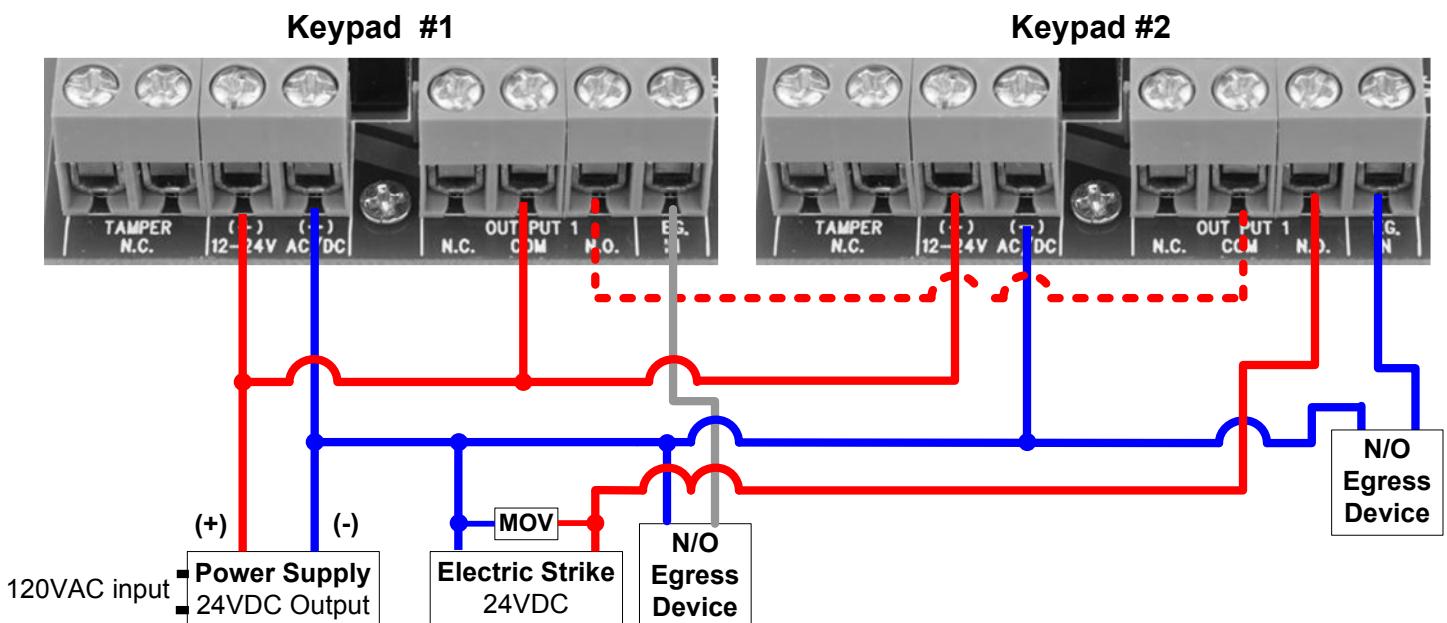 Keypad #1
Keypad #2
TAMPER
N.C.
(+) (-)
12-24V AC/DC
OUTPUT 1
N.C. COM N.O.
EG.
IN
TAMPER
N.C.
(+) (-)
12-24V AC/DC
OUTPUT 1
N.C. COM N.O.
EG.
IN
(+)
(-)
120VAC input
Power Supply
24VDC Output
MOV
Electric Strike
24VDC
N/O
Egress
Device
N/O
Egress
Device